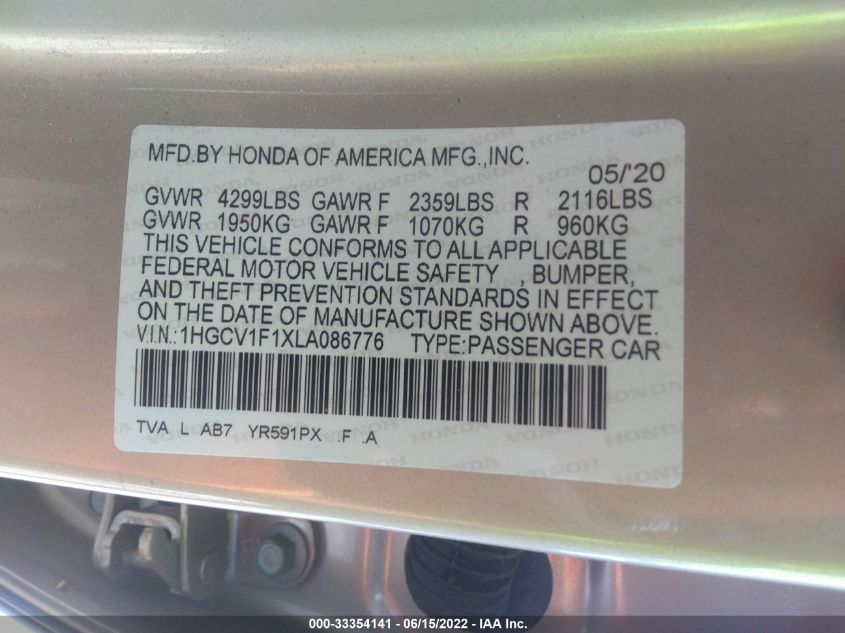 MFD.BY HONDA OF AMERICA MFG.,INC.
05/'20
GVWR 4299LBS GAWR F 2359LBS R 2116LBS
GVWR 1950KG GAWR F 1070KG R 960KG
THIS VEHICLE CONFORMS TO ALL APPLICABLE
FEDERAL MOTOR VEHICLE SAFETY , BUMPER,
AND THEFT PREVENTION STANDARDS IN EFFECT
ON THE DATE OF MANUFACTURE SHOWN ABOVE.
V.I.N.:1HGCV1F1XLA086776 TYPE:PASSENGER CAR
TVA L AB7 YR591PX .F .A
000-33354141 - 06/15/2022 - IAA Inc.